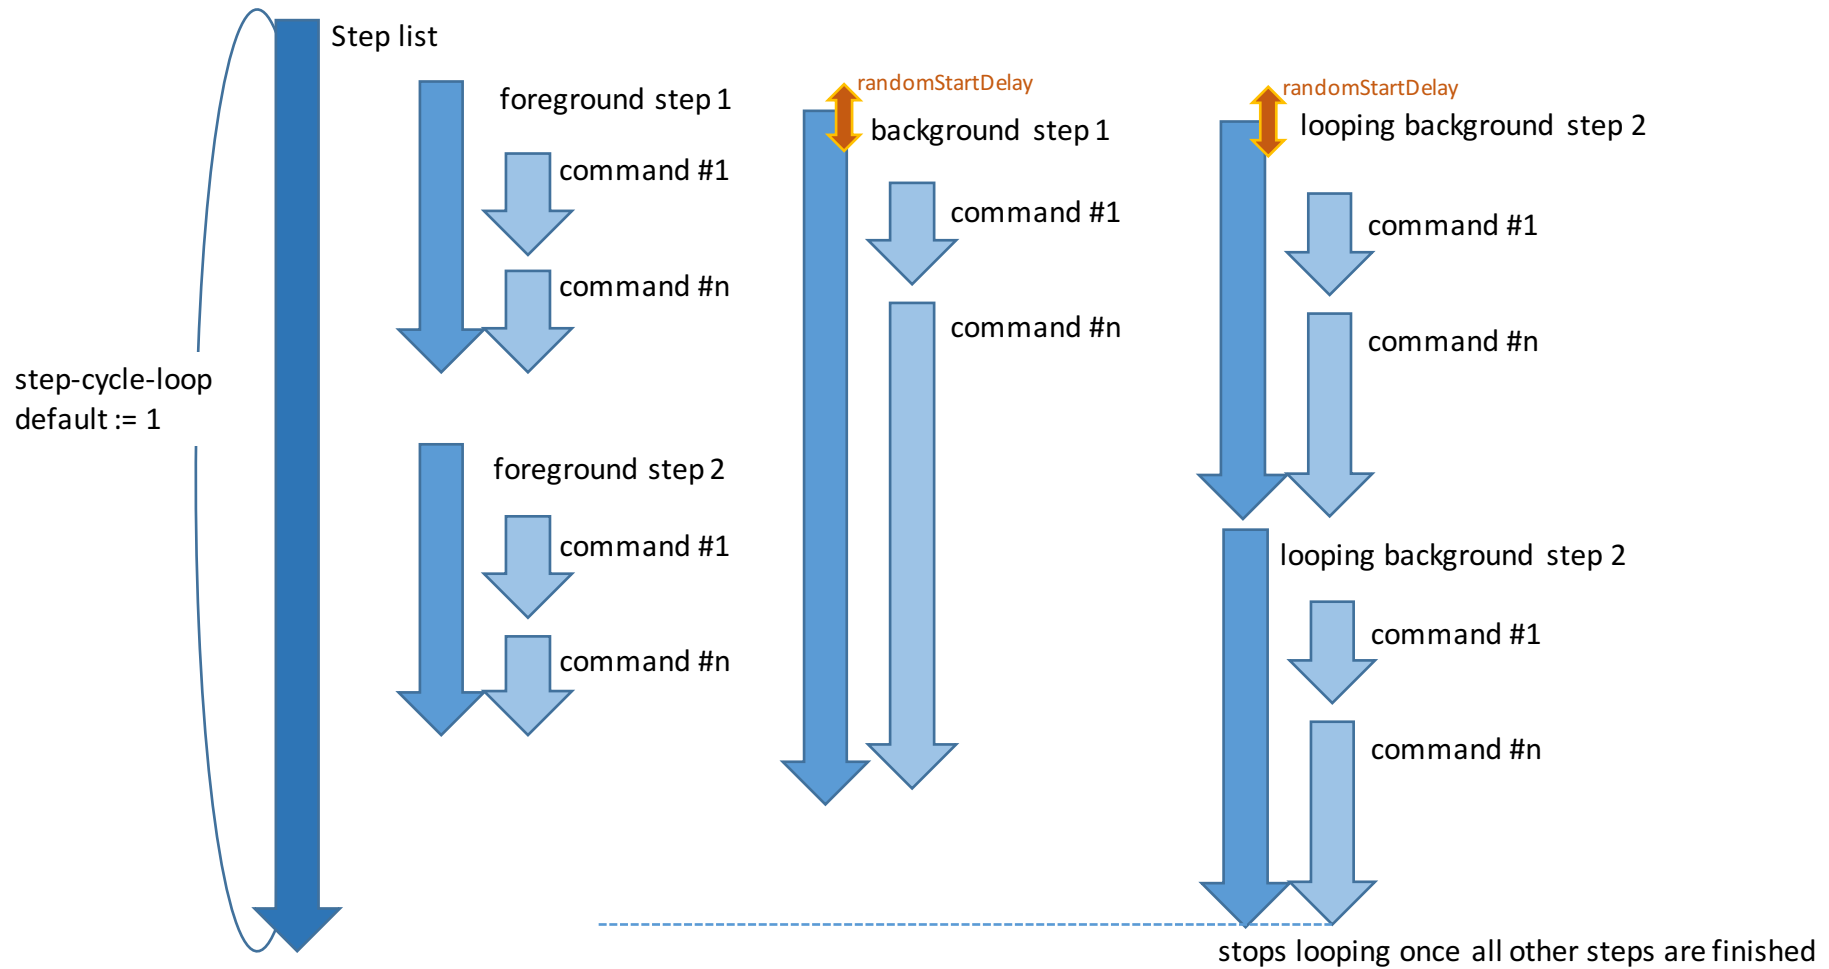 Step list
step-cycle-loop
default := 1
foreground step 1
command #1
command #n
foreground step 2
command #1
command #n
randomStartDelay
background step 1
command #1
command #n
randomStartDelay
looping background step 2
command #1
command #n
looping background step 2
command #1
command #n
stops looping once all other steps are finished